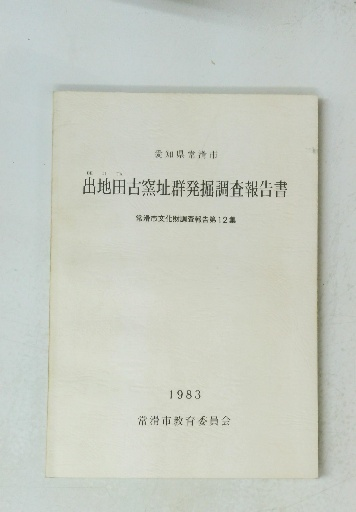 愛知県常滑市
出地田古窯址群発掘調査報告書
常滑市文化財調査報告第12集
1983
常滑市教育委員会